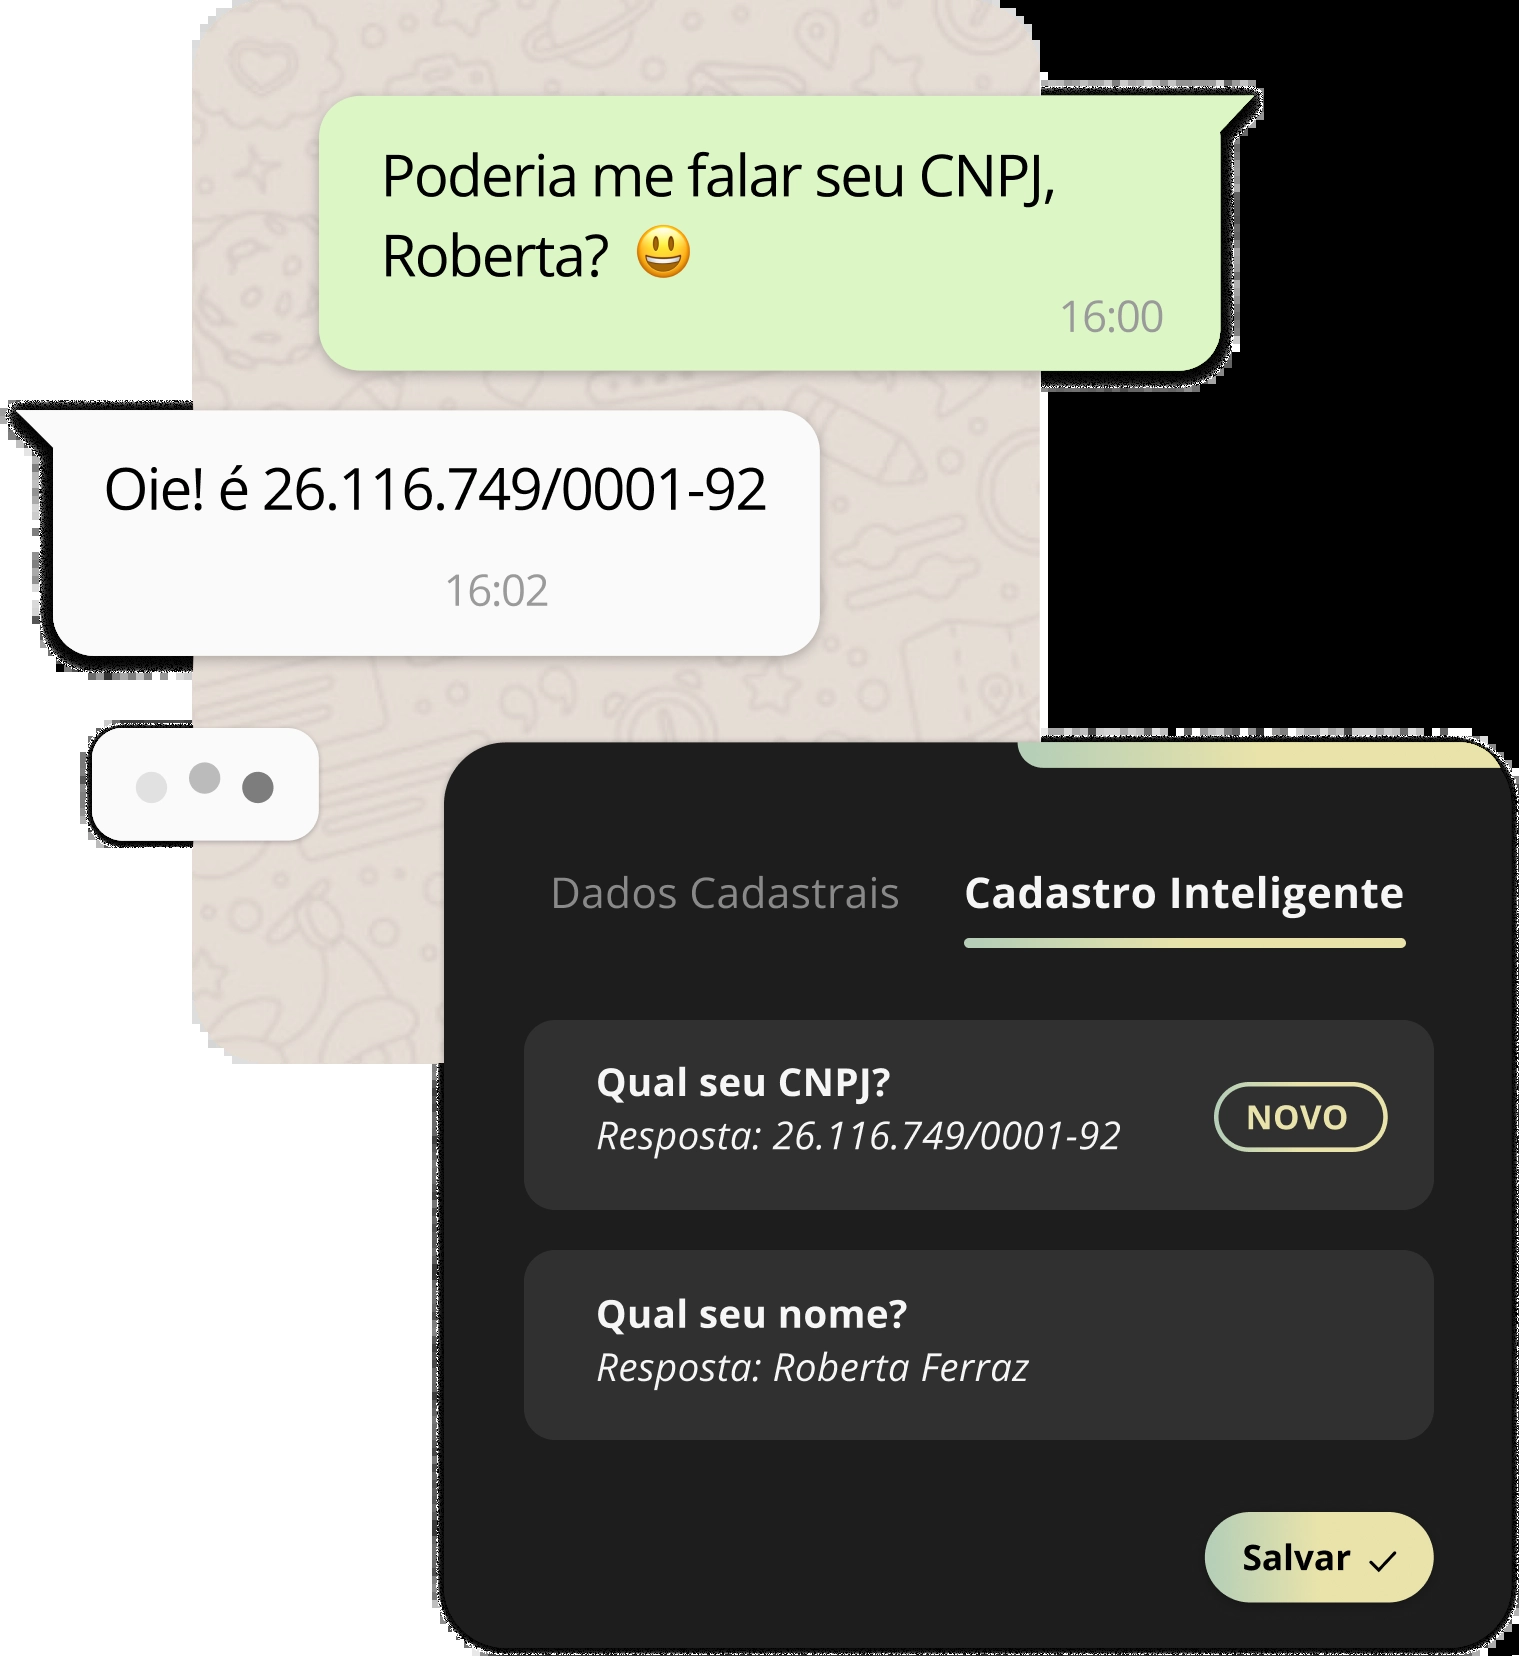 Poderia me falar seu CNPJ,
Roberta? 😃
16:00
Oie! é 26.116.749/0001-92
16:02
Dados Cadastrais
Cadastro Inteligente
Qual seu CNPJ?
Resposta: 26.116.749/0001-92
NOVO
Qual seu nome?
Resposta: Roberta Ferraz
Salvar